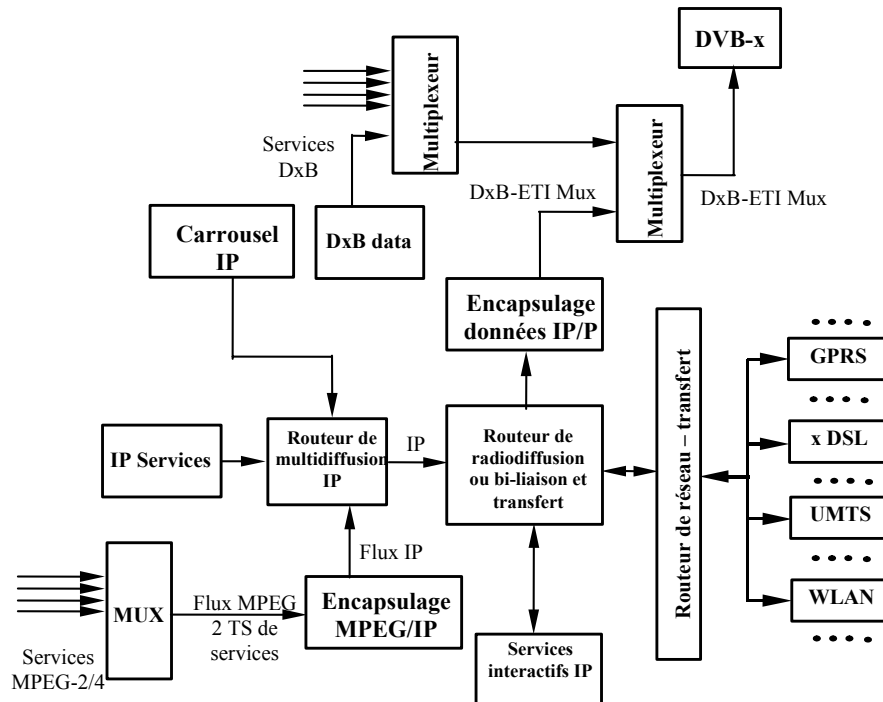 DVB-x
Multiplexeur
Services
DxB
Multiplexeur
DxB-ETI Mux
DxB-ETI Mux
Carrousel
IP
DxB data
Encapsulage
données IP/P
GPRS
IP Services
Routeur de
multidiffusion
IP
IP
Routeur de
radiodiffusion
ou bi-liaison et
transfert
Routeur de réseau – transfert
x DSL
UMTS
Flux IP
WLAN
MUX
Flux MPEG
2 TS de
services
Encapsulage
MPEG/IP
Services
MPEG-2/4
Services
interactifs IP